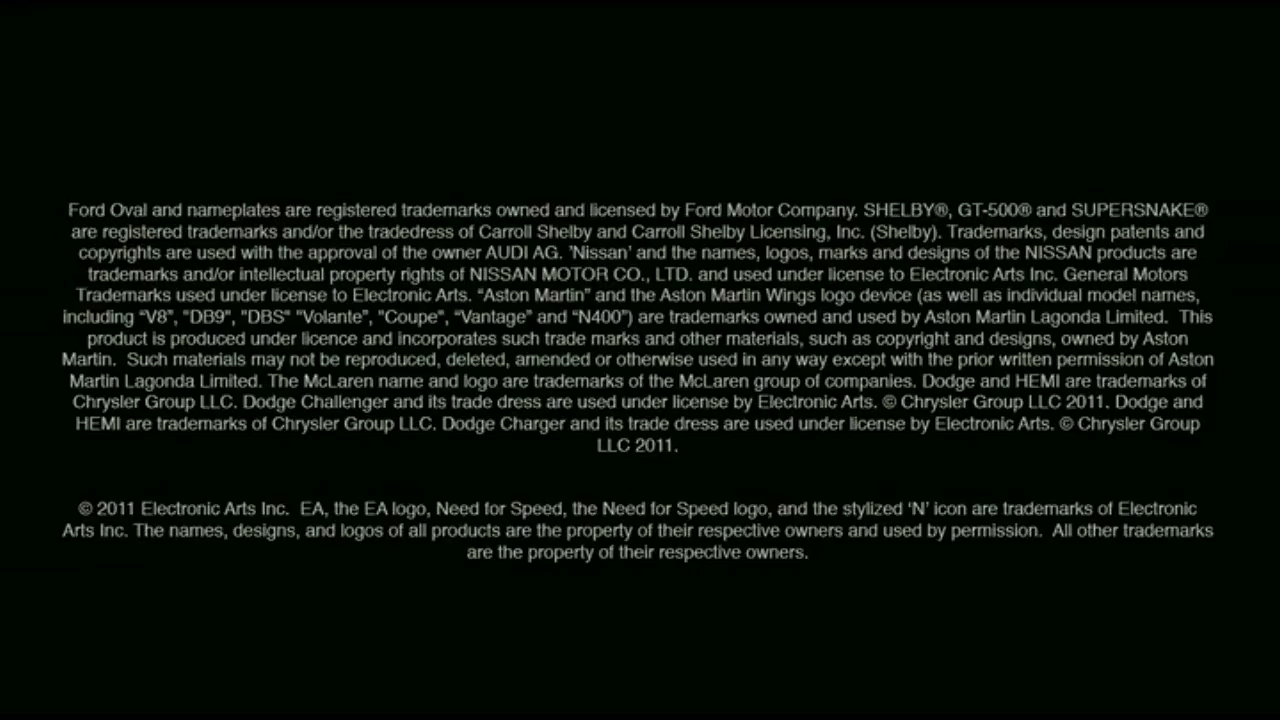 Ford Oval and nameplates are registered trademarks owned and licensed by Ford Motor Company. SHELBY®, GT-500® and SUPERSNAKE®
are registered trademarks and/or the tradedress of Carroll Shelby and Carroll Shelby Licensing, Inc. (Shelby). Trademarks, design patents and
copyrights are used with the approval of the owner AUDI AG. 'Nissan' and the names, logos, marks and designs of the NISSAN products are
trademarks and/or intellectual property rights of NISSAN MOTOR CO., LTD. and used under license to Electronic Arts Inc. General Motors
Trademarks used under license to Electronic Arts. “Aston Martin” and the Aston Martin Wings logo device (as well as individual model names,
including “V8”, "DB9", "DBS" “Volante”, "Coupe", “Vantage” and “N400”) are trademarks owned and used by Aston Martin Lagonda Limited.  This
product is produced under licence and incorporates such trade marks and other materials, such as copyright and designs, owned by Aston
Martin.  Such materials may not be reproduced, deleted, amended or otherwise used in any way except with the prior written permission of Aston
Martin Lagonda Limited. The McLaren name and logo are trademarks of the McLaren group of companies. Dodge and HEMI are trademarks of
Chrysler Group LLC. Dodge Challenger and its trade dress are used under license by Electronic Arts. © Chrysler Group LLC 2011. Dodge and
HEMI are trademarks of Chrysler Group LLC. Dodge Charger and its trade dress are used under license by Electronic Arts. © Chrysler Group
LLC 2011.
© 2011 Electronic Arts Inc.  EA, the EA logo, Need for Speed, the Need for Speed logo, and the stylized ‘N’ icon are trademarks of Electronic
Arts Inc. The names, designs, and logos of all products are the property of their respective owners and used by permission.  All other trademarks
are the property of their respective owners.